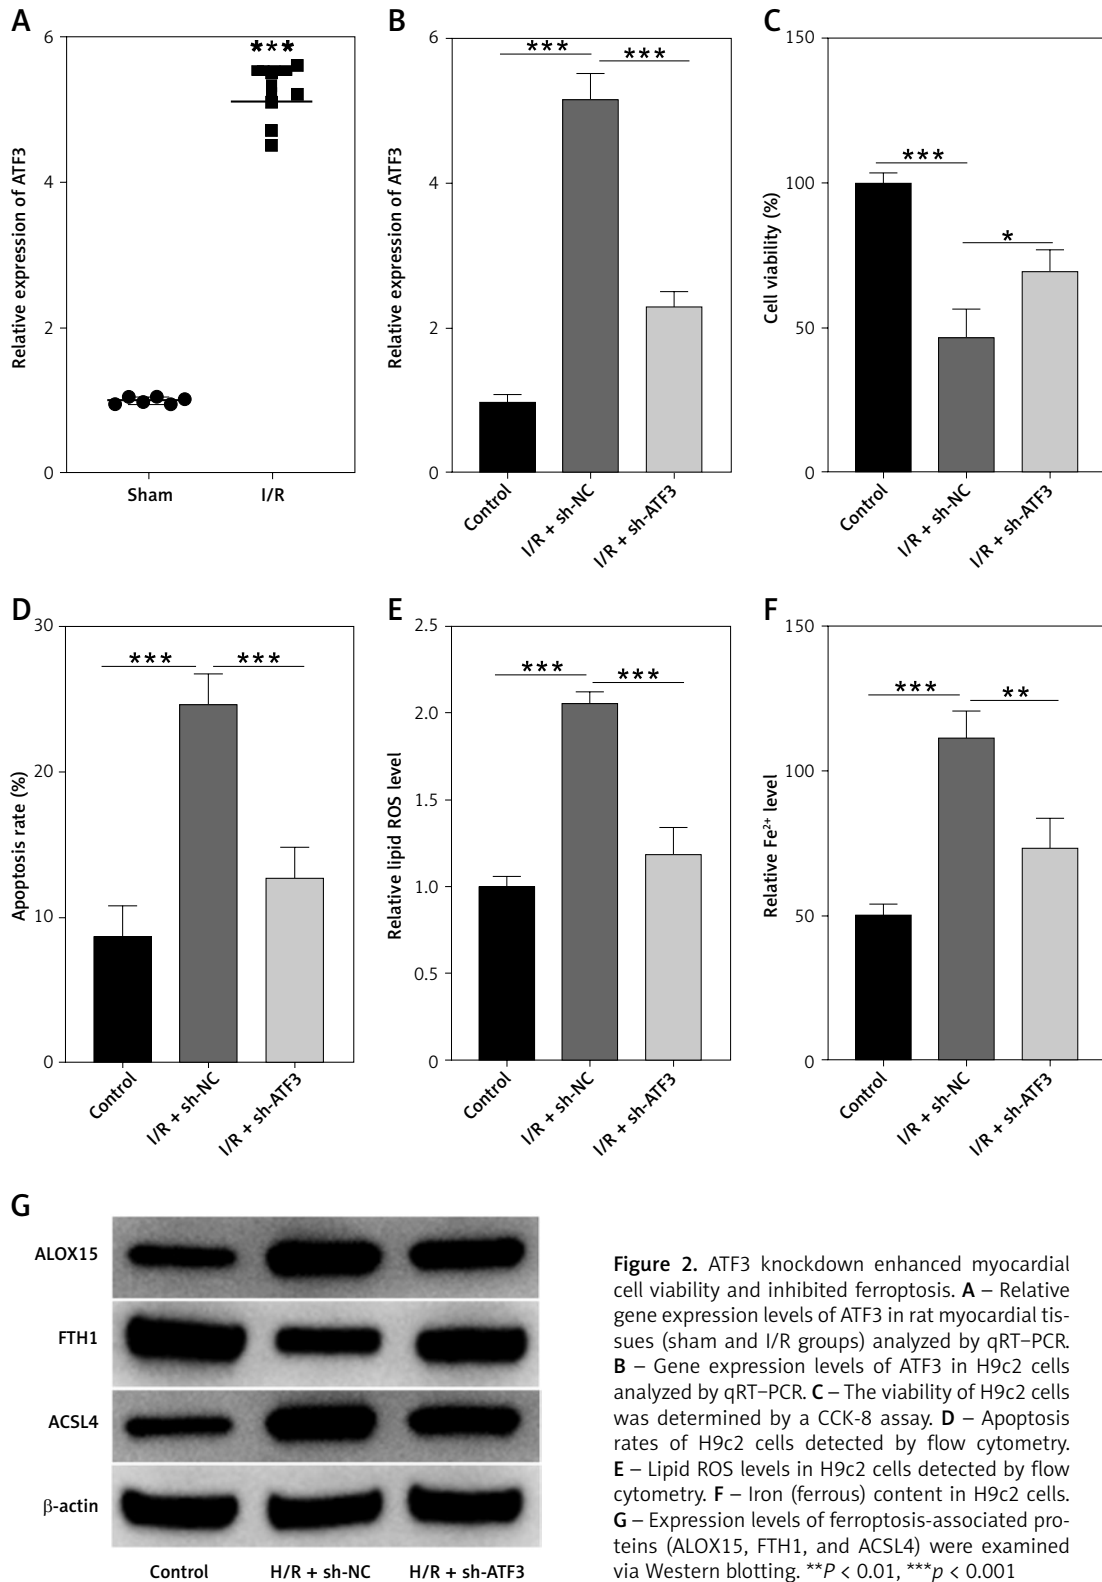 A
6
4
2
0
Relative expression of ATF3
***
Sham
I/R
B
6
4
2
0
Relative expression of ATF3
***
***
Control
I/R + sh-NC
I/R + sh-ATF3
C
150
100
50
0
Cell viability (%)
***
*
Control
I/R + sh-NC
I/R + sh-ATF3
D
30
20
10
0
Apoptosis rate (%)
***
***
Control
I/R + sh-NC
I/R + sh-ATF3
E
2.5
2.0
1.5
1.0
0.5
0
Relative lipid ROS level
***
***
Control
I/R + sh-NC
I/R + sh-ATF3
F
150
100
50
0
Relative Fe²⁺ level
***
**
Control
I/R + sh-NC
I/R + sh-ATF3
G
ALOX15
FTH1
ACSL4
β-actin
Control
H/R + sh-NC
H/R + sh-ATF3
Figure 2. ATF3 knockdown enhanced myocardial
cell viability and inhibited ferroptosis. A – Relative
gene expression levels of ATF3 in rat myocardial tis-
sues (sham and I/R groups) analyzed by qRT–PCR.
B – Gene expression levels of ATF3 in H9c2 cells
analyzed by qRT–PCR. C – The viability of H9c2 cells
was determined by a CCK-8 assay. D – Apoptosis
rates of H9c2 cells detected by flow cytometry.
E – Lipid ROS levels in H9c2 cells detected by flow
cytometry. F – Iron (ferrous) content in H9c2 cells.
G – Expression levels of ferroptosis-associated pro-
teins (ALOX15, FTH1, and ACSL4) were examined
via Western blotting. **P < 0.01, ***p < 0.001